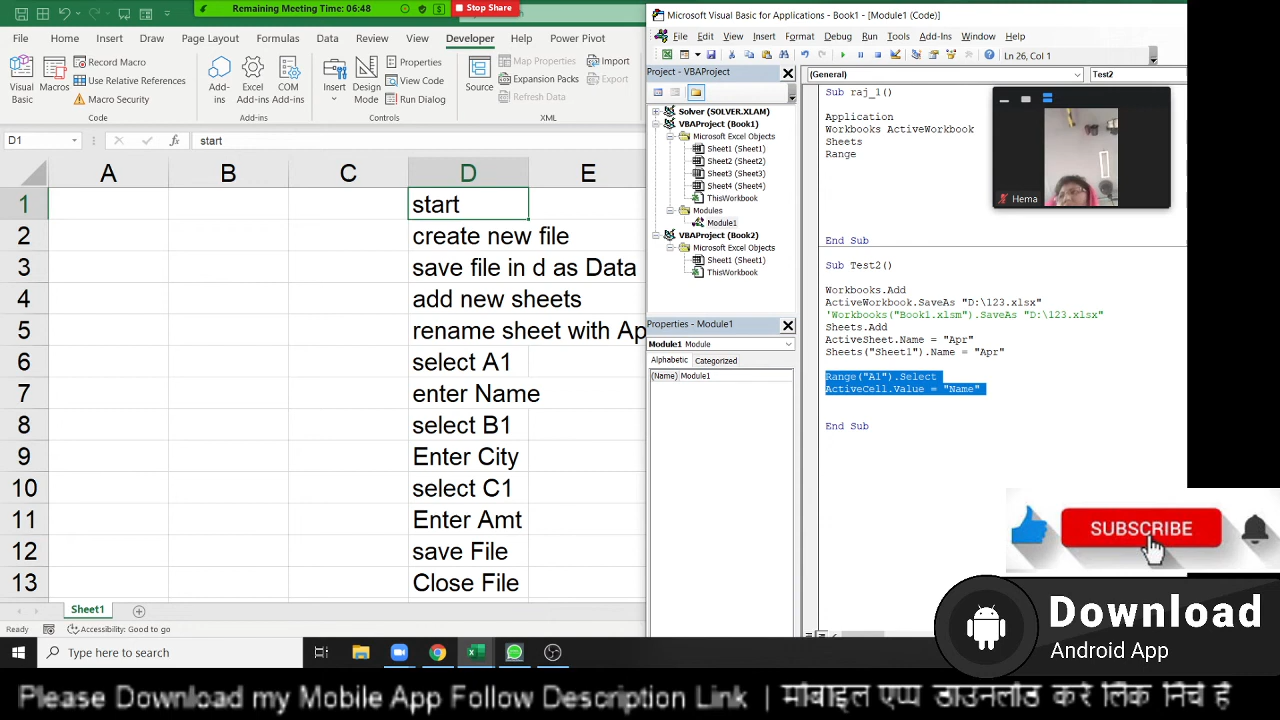 Remaining Meeting Time: 06:48
Stop Share
File Home Insert Draw Page Layout Formulas Data Review View Developer Help Power Pivot
Visual Basic
Macros
Record Macro
Use Relative References
Macro Security
Code
Add-ins
Excel Add-ins
COM Add-ins
Add-ins
Insert
Design Mode
Properties
View Code
Run Dialog
Controls
Source
Map Properties
Expansion Packs
Refresh Data
Import
Export
XML
D1
fx
start
A B C D E
1 start
2 create new file
3 save file in d as Data
4 add new sheets
5 rename sheet with Ap
6 select A1
7 enter Name
8 select B1
9 Enter City
10 select C1
11 Enter Amt
12 save File
13 Close File
Sheet1
Ready
Accessibility: Good to go
Type here to search
Microsoft Visual Basic for Applications - Book1 - [Module1 (Code)]
File Edit View Insert Format Debug Run Tools Add-Ins Window Help
Ln 26, Col 1
Project - VBAProject
Solver (SOLVER.XLAM)
VBAProject (Book1)
Microsoft Excel Objects
Sheet1 (Sheet1)
Sheet2 (Sheet2)
Sheet3 (Sheet3)
Sheet4 (Sheet4)
ThisWorkbook
Modules
Module1
VBAProject (Book2)
Microsoft Excel Objects
Sheet1 (Sheet1)
ThisWorkbook
Properties - Module1
Module1 Module
Alphabetic Categorized
(Name) Module1
(General)
Test2
Sub raj_1()
Application
Workbooks ActiveWorkbook
Sheets
Range
End Sub
Sub Test2()
Workbooks.Add
ActiveWorkbook.SaveAs "D:\123.xlsx"
'Workbooks("Book1.xlsm").SaveAs "D:\123.xlsx"
Sheets.Add
ActiveSheet.Name = "Apr"
Sheets("Sheet1").Name = "Apr"
Range("A1").Select
ActiveCell.Value = "Name"
End Sub
Hema
SUBSCRIBE
Download
Android App
Please Download my Mobile App Follow Description Link | मोबाइल एप्प डाउनलोड करे लिंक निचे है